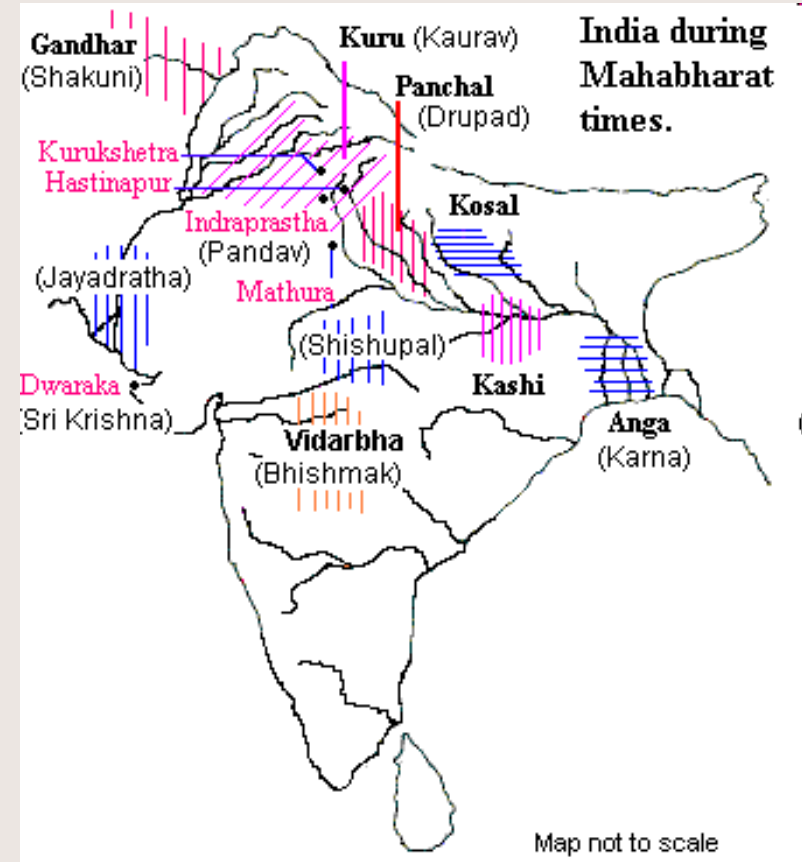 India during
Mahabharat
times.
Gandhar
(Shakuni)
Kuru (Kaurav)
Panchal
(Drupad)
Kurukshetra
Hastinapur
Indraprastha
(Pandav)
Kosal
(Jayadratha)
Mathura
(Shishupal)
Kashi
Dwaraka
(Sri Krishna)
Vidarbha
(Bhishmak)
Anga
(Karna)
Map not to scale